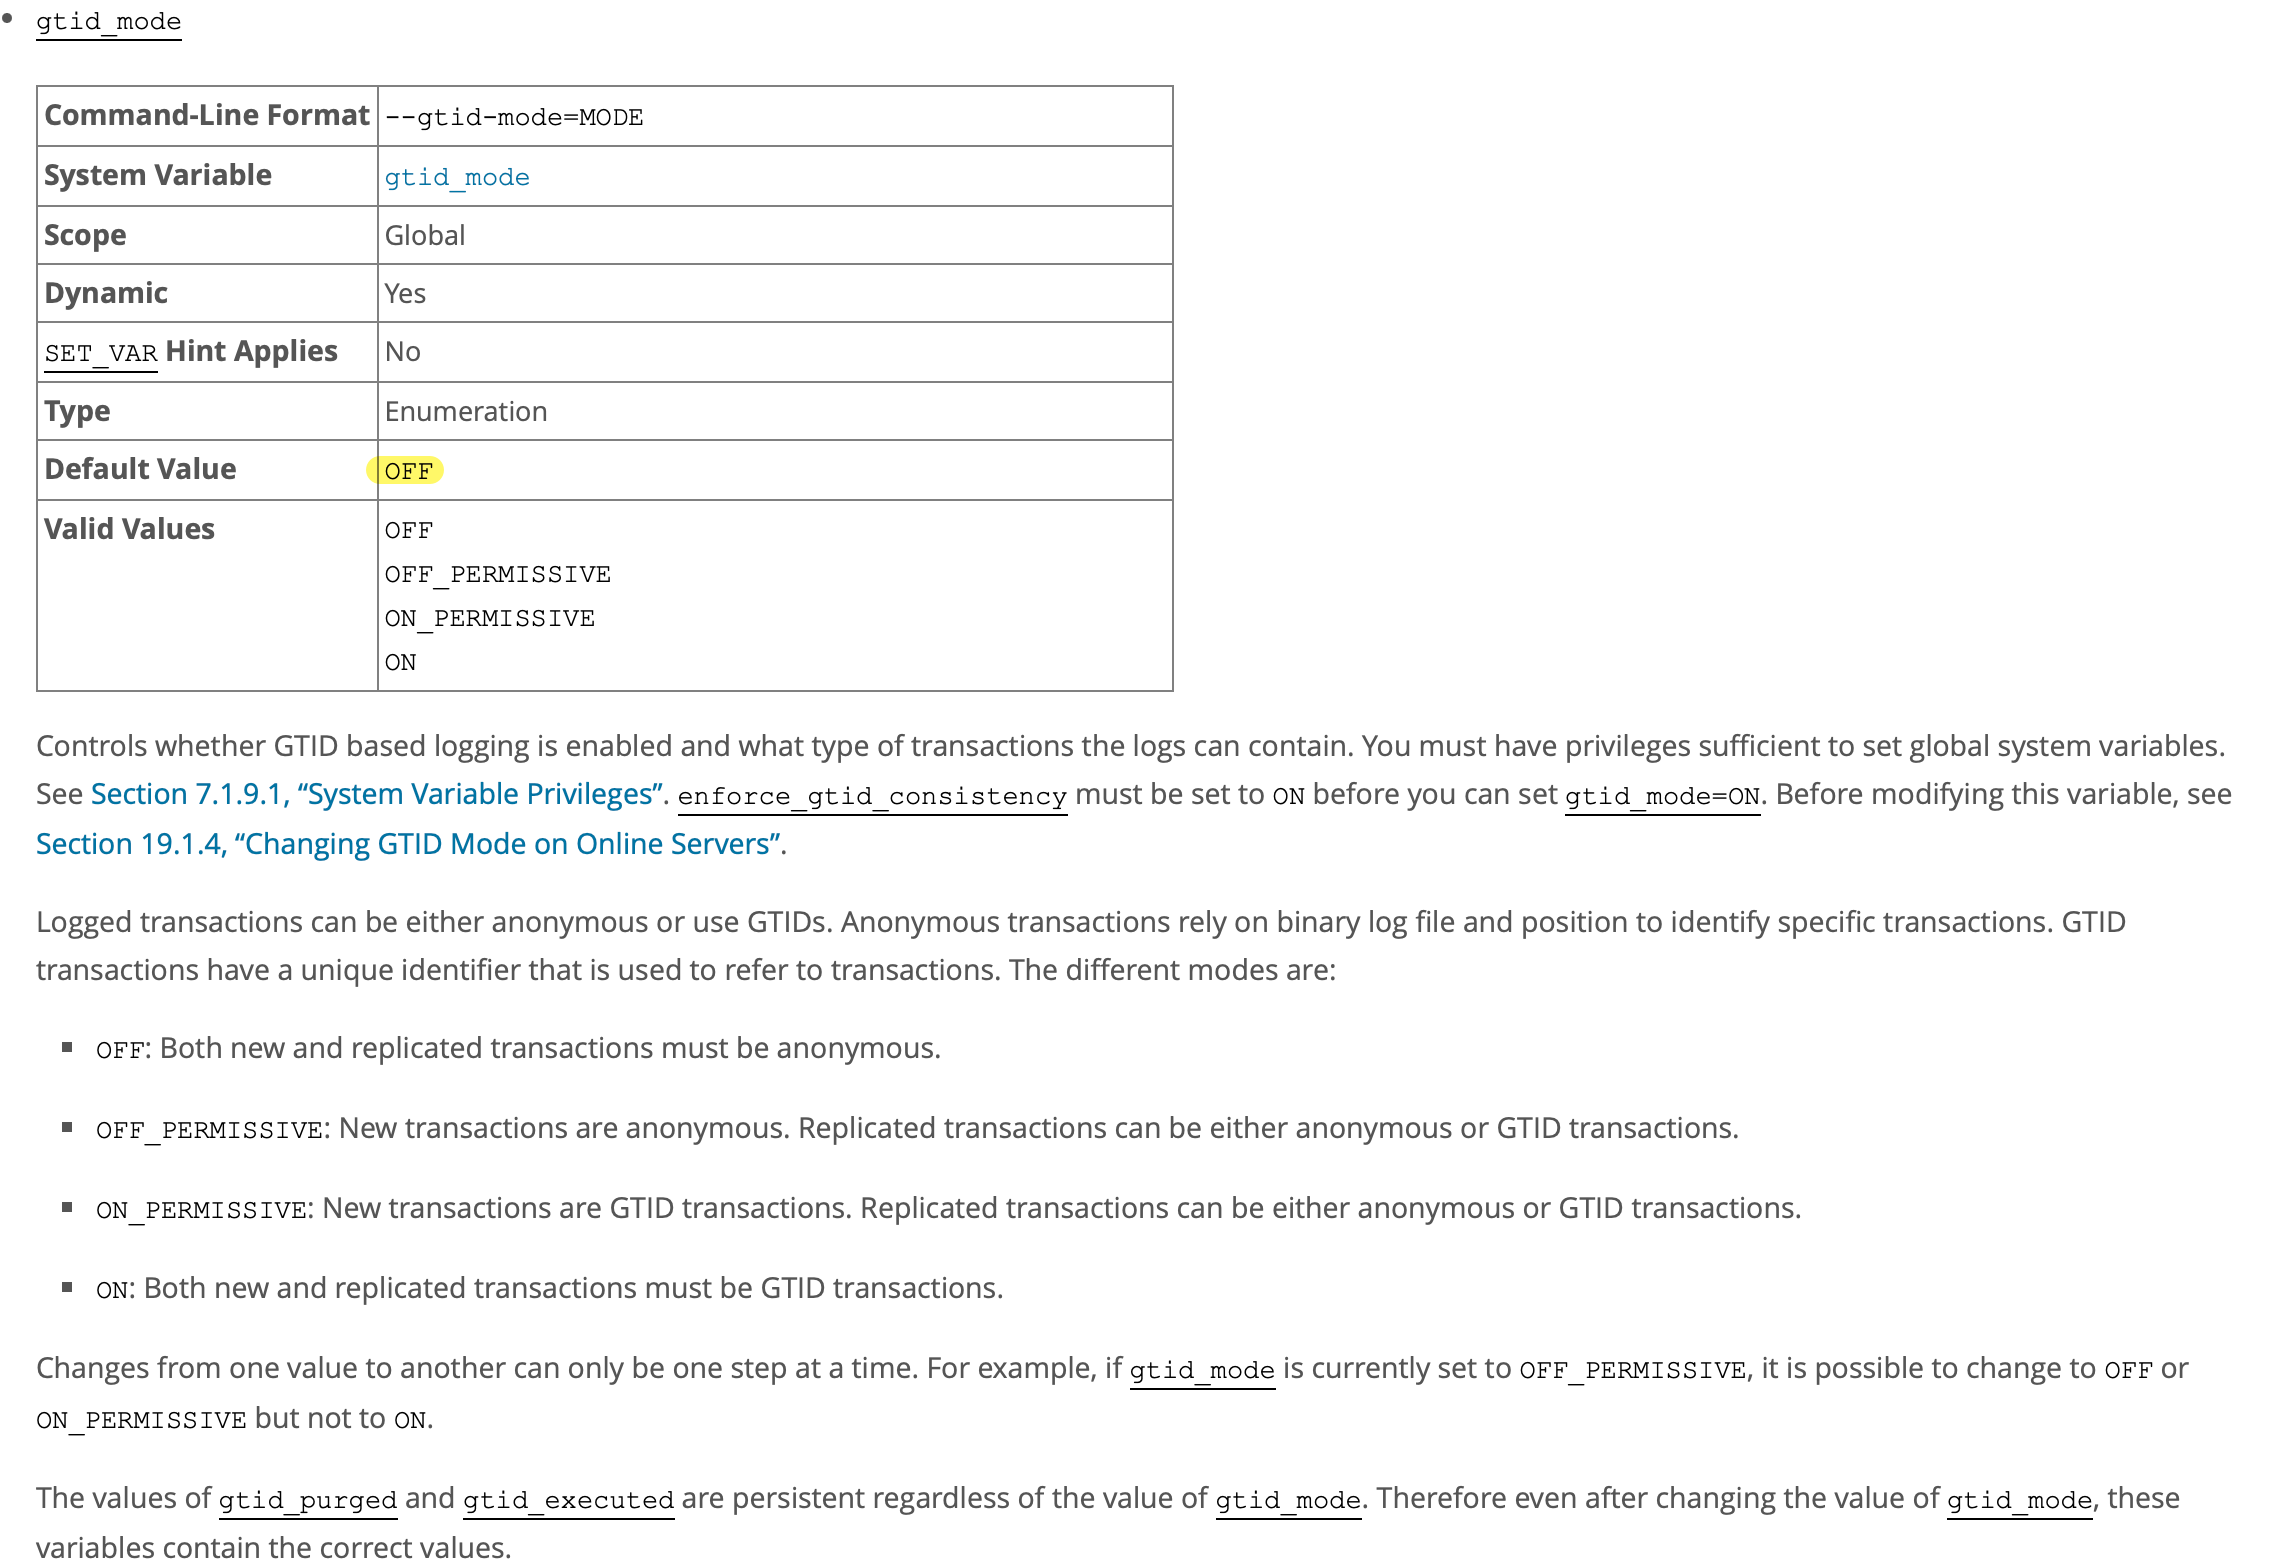 gtid_mode
Command-Line Format --gtid-mode=MODE
System Variable gtid_mode
Scope Global
Dynamic Yes
SET_VAR Hint Applies No
Type Enumeration
Default Value OFF
Valid Values OFF
OFF_PERMISSIVE
ON_PERMISSIVE
ON
Controls whether GTID based logging is enabled and what type of transactions the logs can contain. You must have privileges sufficient to set global system variables.
See Section 7.1.9.1, “System Variable Privileges”. enforce_gtid_consistency must be set to ON before you can set gtid_mode=ON. Before modifying this variable, see
Section 19.1.4, “Changing GTID Mode on Online Servers”.
Logged transactions can be either anonymous or use GTIDs. Anonymous transactions rely on binary log file and position to identify specific transactions. GTID
transactions have a unique identifier that is used to refer to transactions. The different modes are:
OFF: Both new and replicated transactions must be anonymous.
OFF_PERMISSIVE: New transactions are anonymous. Replicated transactions can be either anonymous or GTID transactions.
ON_PERMISSIVE: New transactions are GTID transactions. Replicated transactions can be either anonymous or GTID transactions.
ON: Both new and replicated transactions must be GTID transactions.
Changes from one value to another can only be one step at a time. For example, if gtid_mode is currently set to OFF_PERMISSIVE, it is possible to change to OFF or
ON_PERMISSIVE but not to ON.
The values of gtid_purged and gtid_executed are persistent regardless of the value of gtid_mode. Therefore even after changing the value of gtid_mode, these
variables contain the correct values.